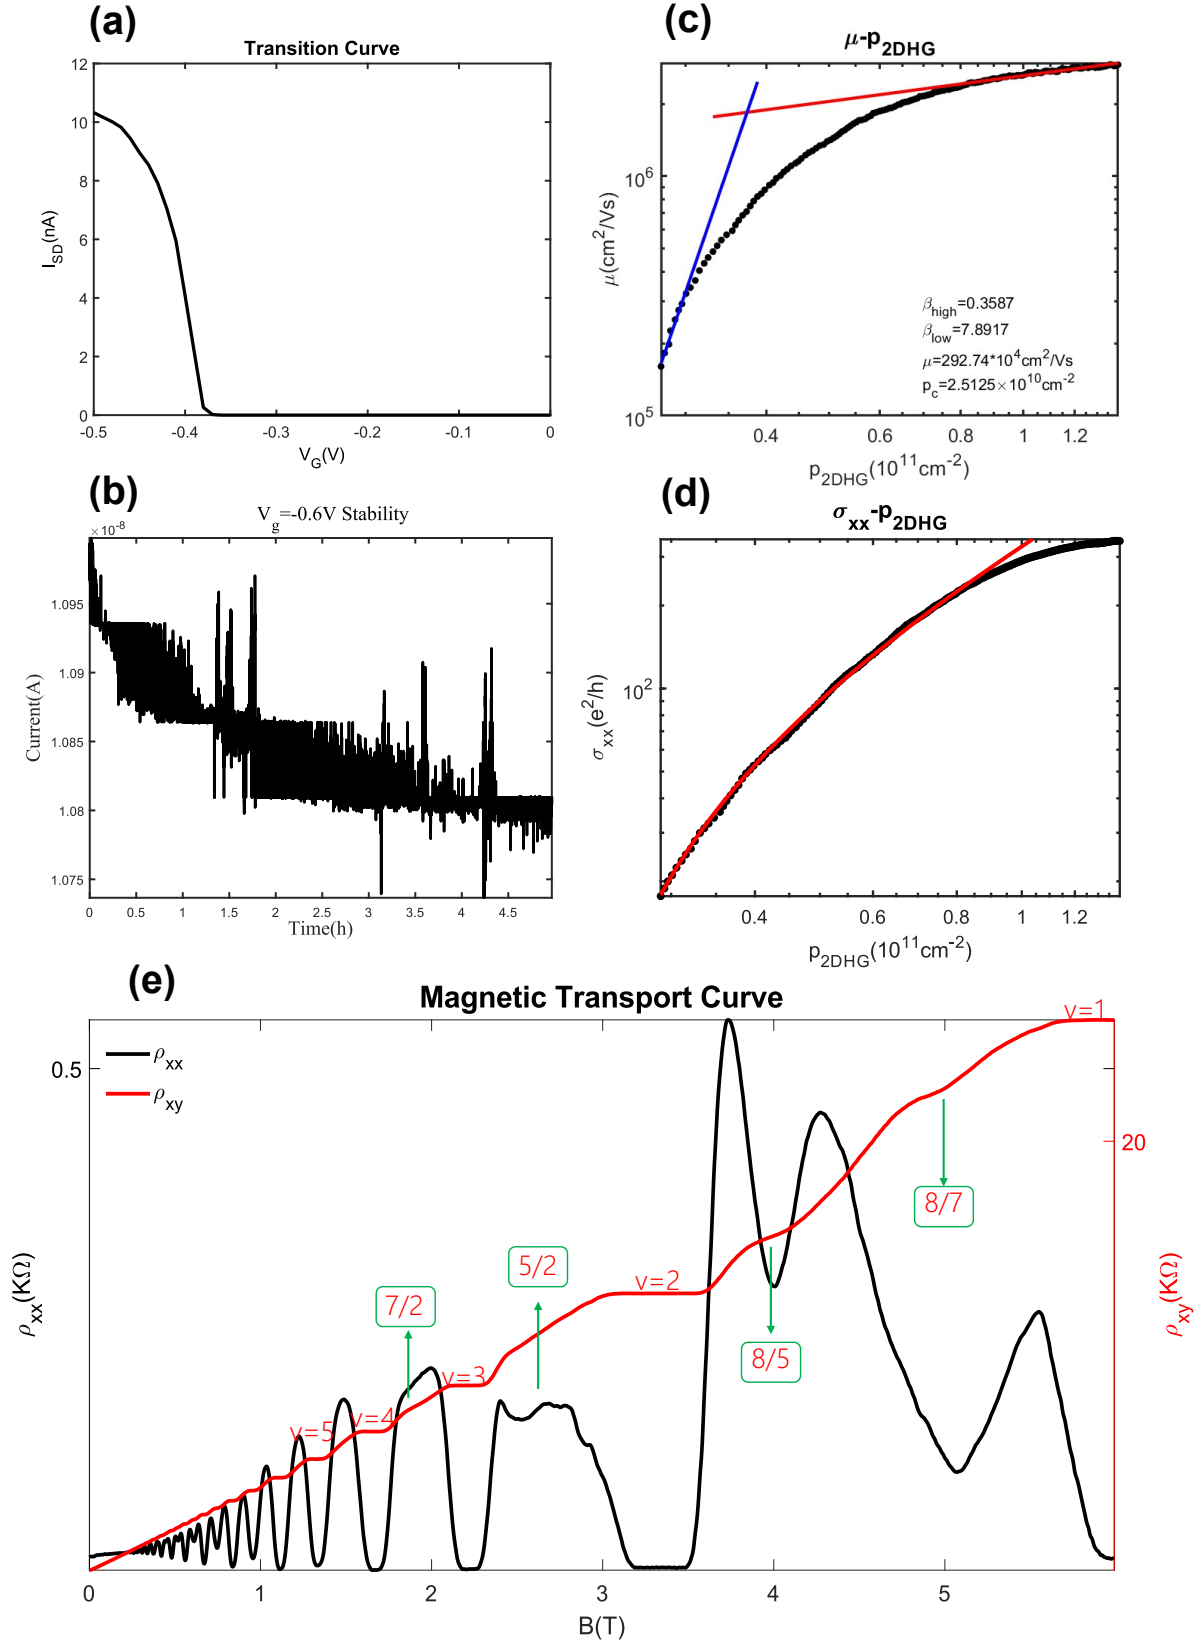 (a)
Transition Curve
12
10
8
6
4
2
0
I_SD(nA)
-0.5 -0.4 -0.3 -0.2 -0.1 0
V_G(V)
(c)
μ-p_2DHG
10^6
10^5
μ(cm^2/Vs)
β_high=0.3587
β_low=7.8917
μ=292.74*10^4cm^2/Vs
p_c=2.5125×10^10cm^-2
0.4 0.6 0.8 1 1.2
p_2DHG(10^11cm^-2)
(b)
V_g=-0.6V Stability
×10^-8
1.095
1.09
1.085
1.08
1.075
Current(A)
0 0.5 1 1.5 2 2.5 3 3.5 4 4.5
Time(h)
(d)
σ_xx-p_2DHG
10^2
σ_xx(e^2/h)
0.4 0.6 0.8 1 1.2
p_2DHG(10^11cm^-2)
(e)
Magnetic Transport Curve
ρ_xx
ρ_xy
0.5
ρ_xx(KΩ)
v=5
v=4
7/2
v=3
5/2
v=2
8/5
8/7
v=1
20
ρ_xy(KΩ)
0 1 2 3 4 5
B(T)